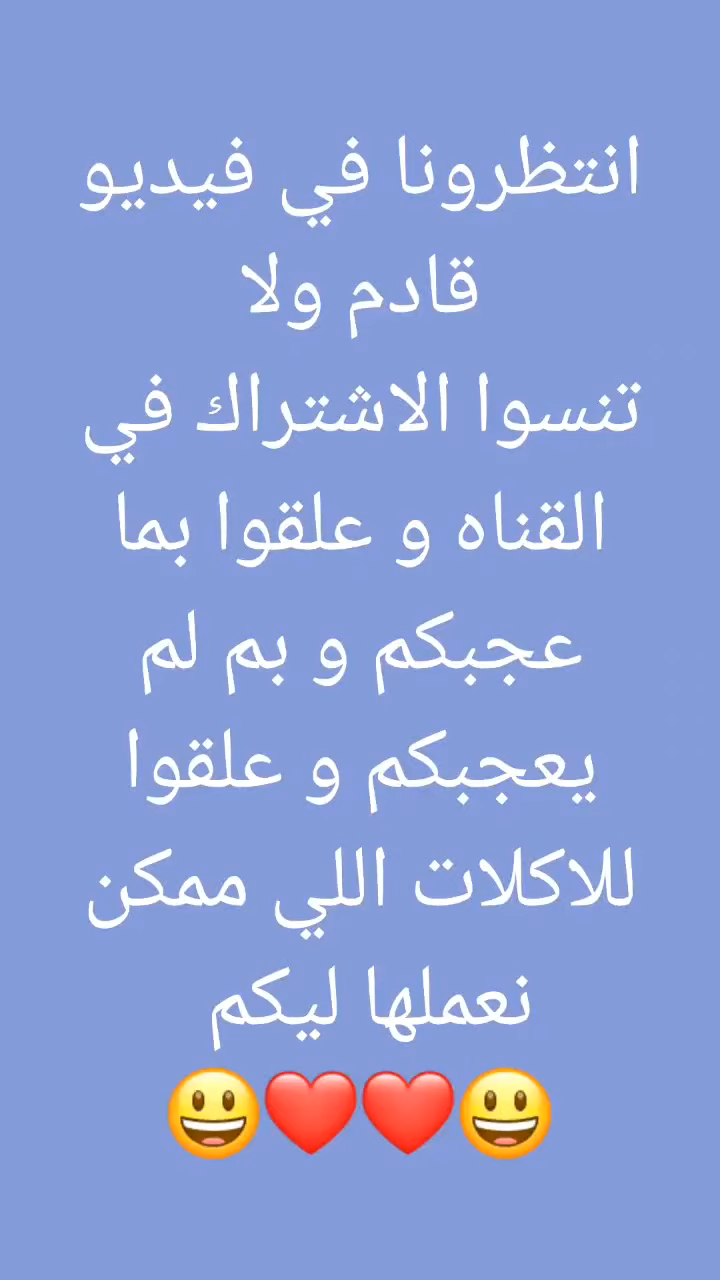 انتظرونا في فيديو
قادم ولا
تنسوا الاشتراك في
القناه و علقوا بما
عجبكم و بم لم
يعجبكم و علقوا
للاكلات اللي ممكن
نعملها ليكم
😃❤️❤️😃